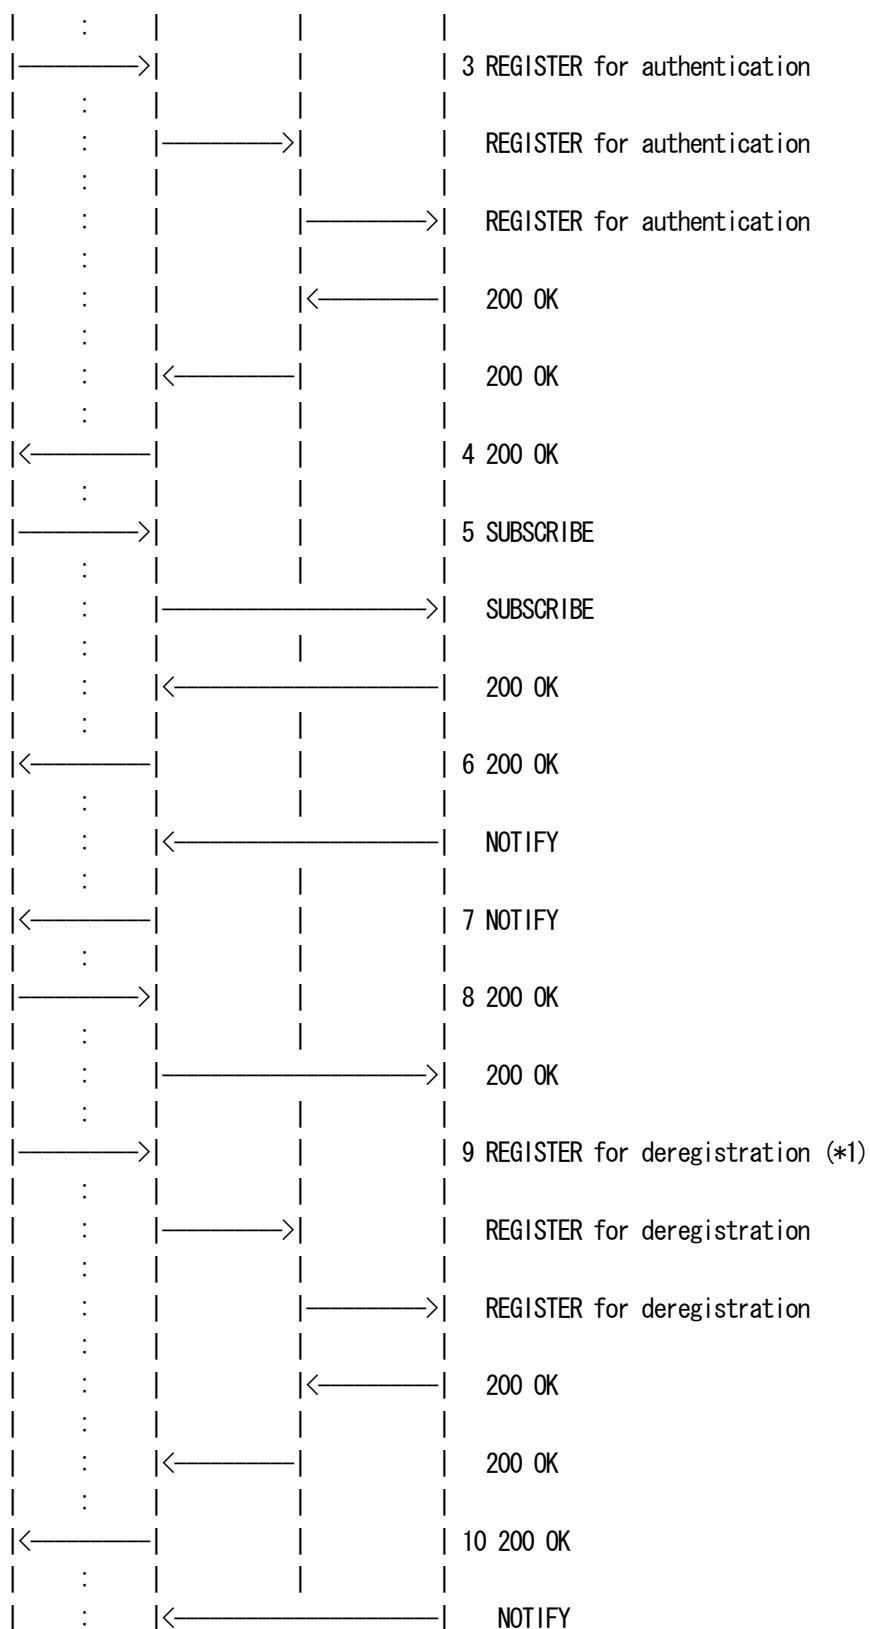 3 REGISTER for authentication
REGISTER for authentication
REGISTER for authentication
200 OK
200 OK
4 200 OK
5 SUBSCRIBE
SUBSCRIBE
200 OK
6 200 OK
NOTIFY
7 NOTIFY
8 200 OK
200 OK
9 REGISTER for deregistration (*1)
REGISTER for deregistration
REGISTER for deregistration
200 OK
200 OK
10 200 OK
NOTIFY